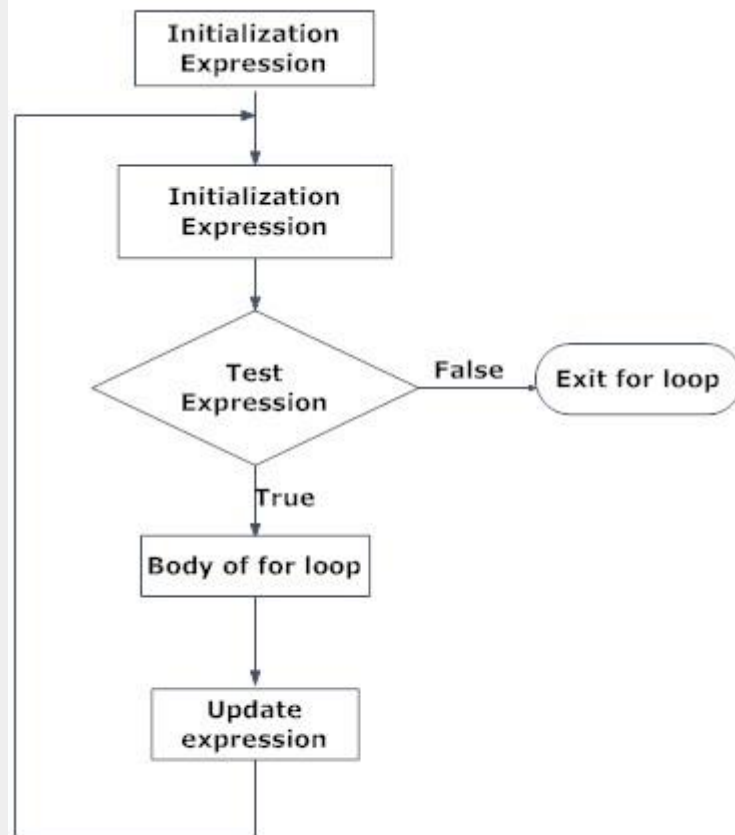 Initialization
Expression
Initialization
Expression
Test
Expression
False
Exit for loop
True
Body of for loop
Update
expression